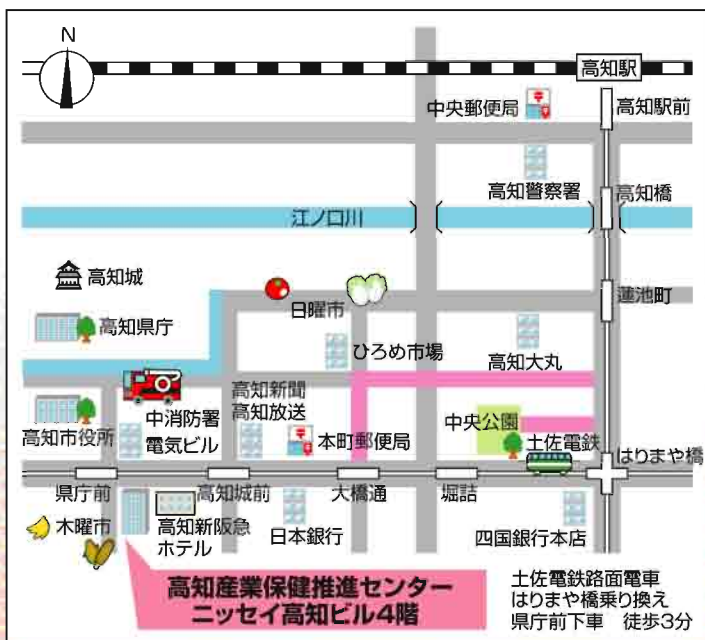 N
高知駅
中央郵便局
高知駅前
高知警察署
高知橋
江ノ口川
高知城
日曜市
蓮池町
高知県庁
ひろめ市場
高知大丸
高知新聞
高知放送
中消防署
高知市役所
電気ビル
本町郵便局
中央公園
土佐電鉄
はりまや橋
県庁前
高知城前
大橋通
堀詰
木曜市
高知新阪急
ホテル
日本銀行
四国銀行本店
高知産業保健推進センター
ニッセイ高知ビル4階
土佐電鉄路面電車
はりまや橋乗り換え
県庁前下車 徒歩3分